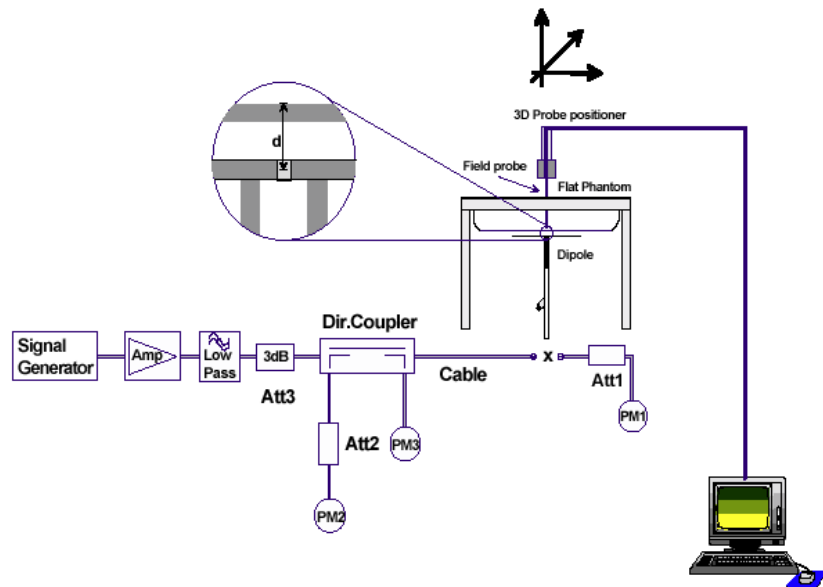 3D Probe positioner
d
Field probe
Flat Phantom
Dipole
Dir.Coupler
Signal
Generator
Amp
Low
Pass
3dB
Att3
Cable
x
Att1
PM1
Att2
PM3
PM2